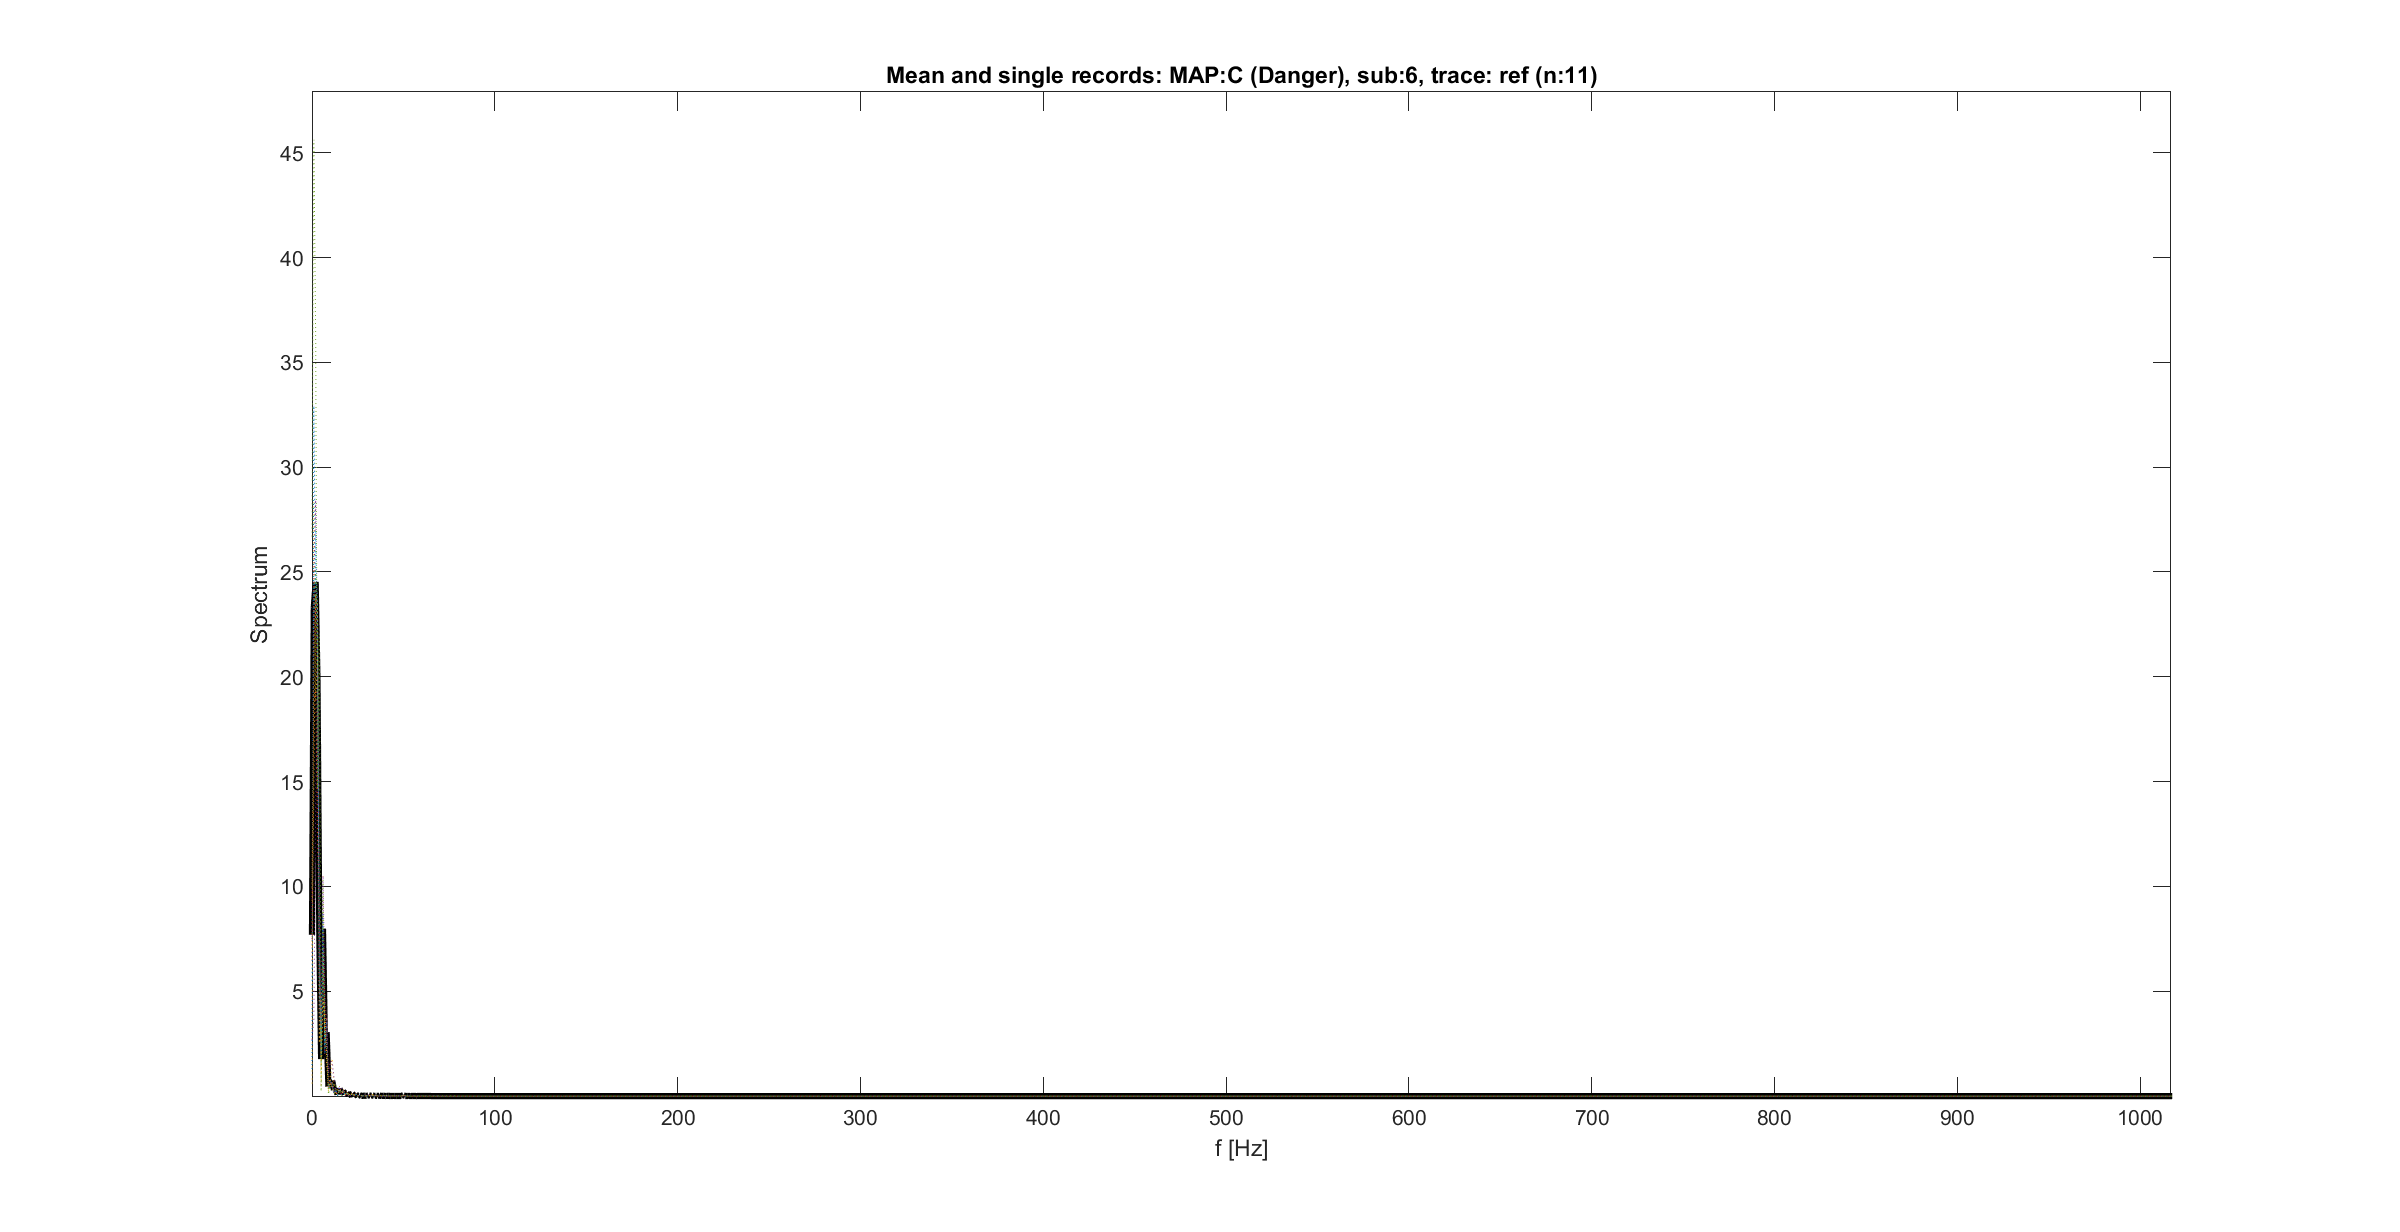 Mean and single records: MAP:C (Danger), sub:6, trace: ref (n:11)
45
40
35
30
25
20
15
10
5
Spectrum
0 100 200 300 400 500 600 700 800 900 1000
f [Hz]